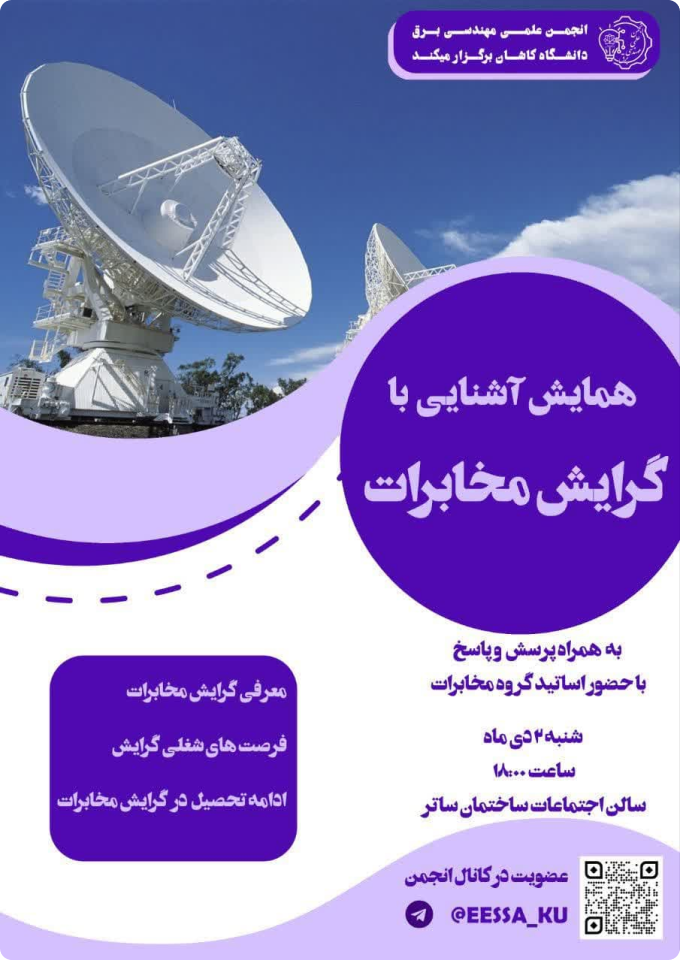 انجمن علمی مهندسی برق
دانشگاه کاشان برگزار میکند
همایش آشنایی با
گرایش مخابرات
به همراه پرسش و پاسخ
با حضور اساتید گروه مخابرات
شنبه ۲ دی ماه
ساعت ۱۸:۰۰
سالن اجتماعات ساختمان ساتر
معرفی گرایش مخابرات
فرصت های شغلی گرایش
ادامه تحصیل در گرایش مخابرات
عضویت در کانال انجمن
@EESSA_KU